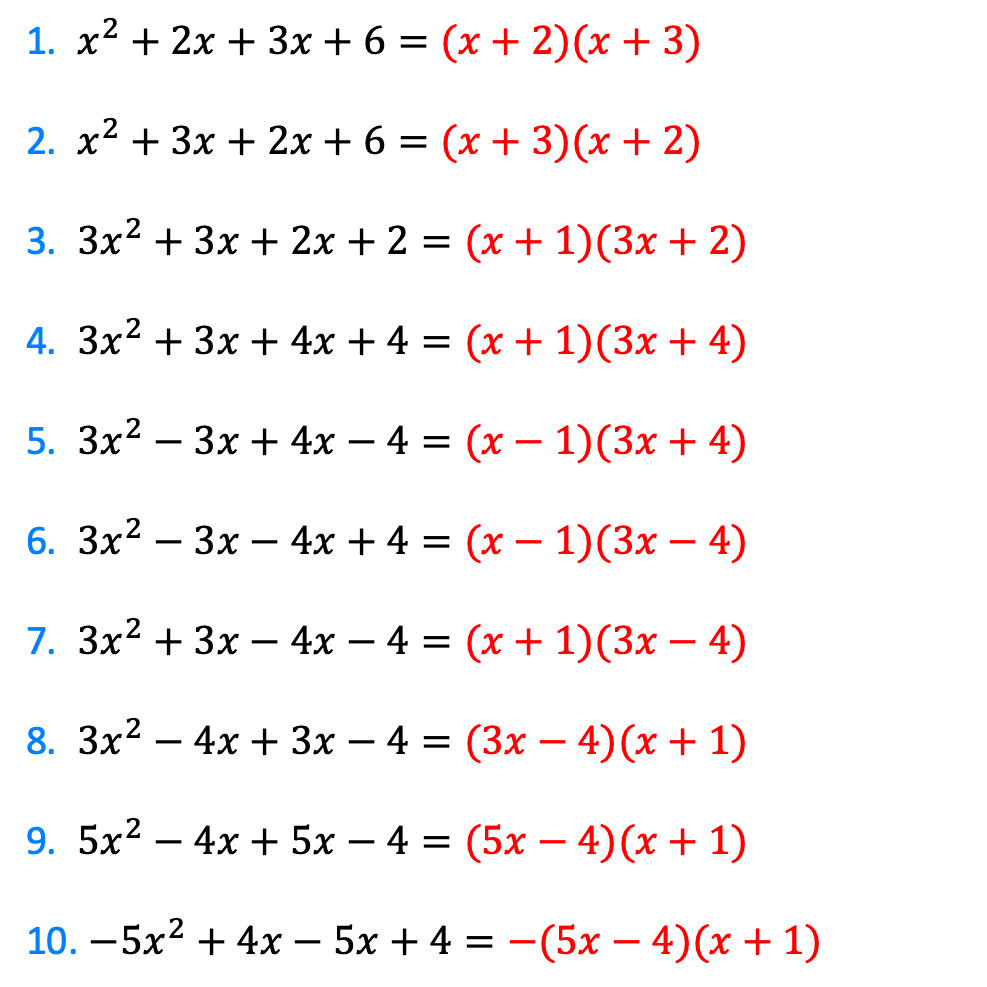 1. x² + 2x + 3x + 6 = (x + 2)(x + 3)
2. x² + 3x + 2x + 6 = (x + 3)(x + 2)
3. 3x² + 3x + 2x + 2 = (x + 1)(3x + 2)
4. 3x² + 3x + 4x + 4 = (x + 1)(3x + 4)
5. 3x² − 3x + 4x − 4 = (x − 1)(3x + 4)
6. 3x² − 3x − 4x + 4 = (x − 1)(3x − 4)
7. 3x² + 3x − 4x − 4 = (x + 1)(3x − 4)
8. 3x² − 4x + 3x − 4 = (3x − 4)(x + 1)
9. 5x² − 4x + 5x − 4 = (5x − 4)(x + 1)
10. −5x² + 4x − 5x + 4 = −(5x − 4)(x + 1)